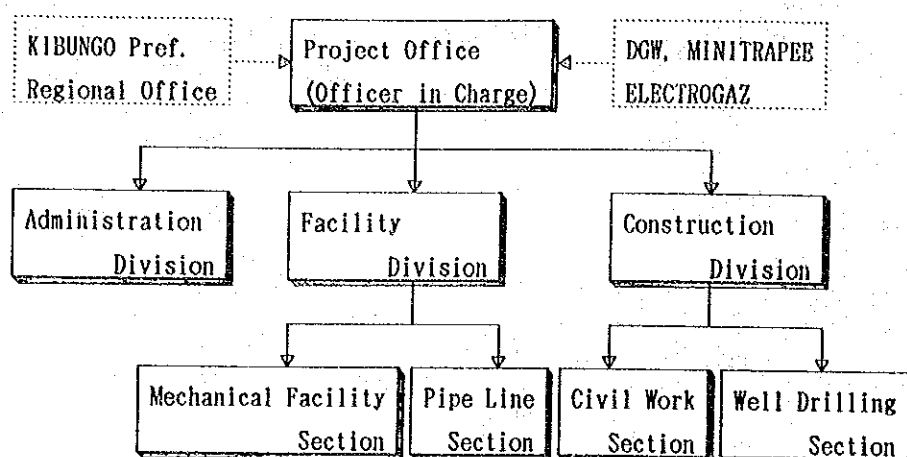 KIBUNGO Pref.
Regional Office
Project Office
(Officer in Charge)
DGW, MINITRAPEE
ELECTROGAZ
Administration
Division
Facility
Division
Construction
Division
Mechanical Facility
Section
Pipe Line
Section
Civil Work
Section
Well Drilling
Section